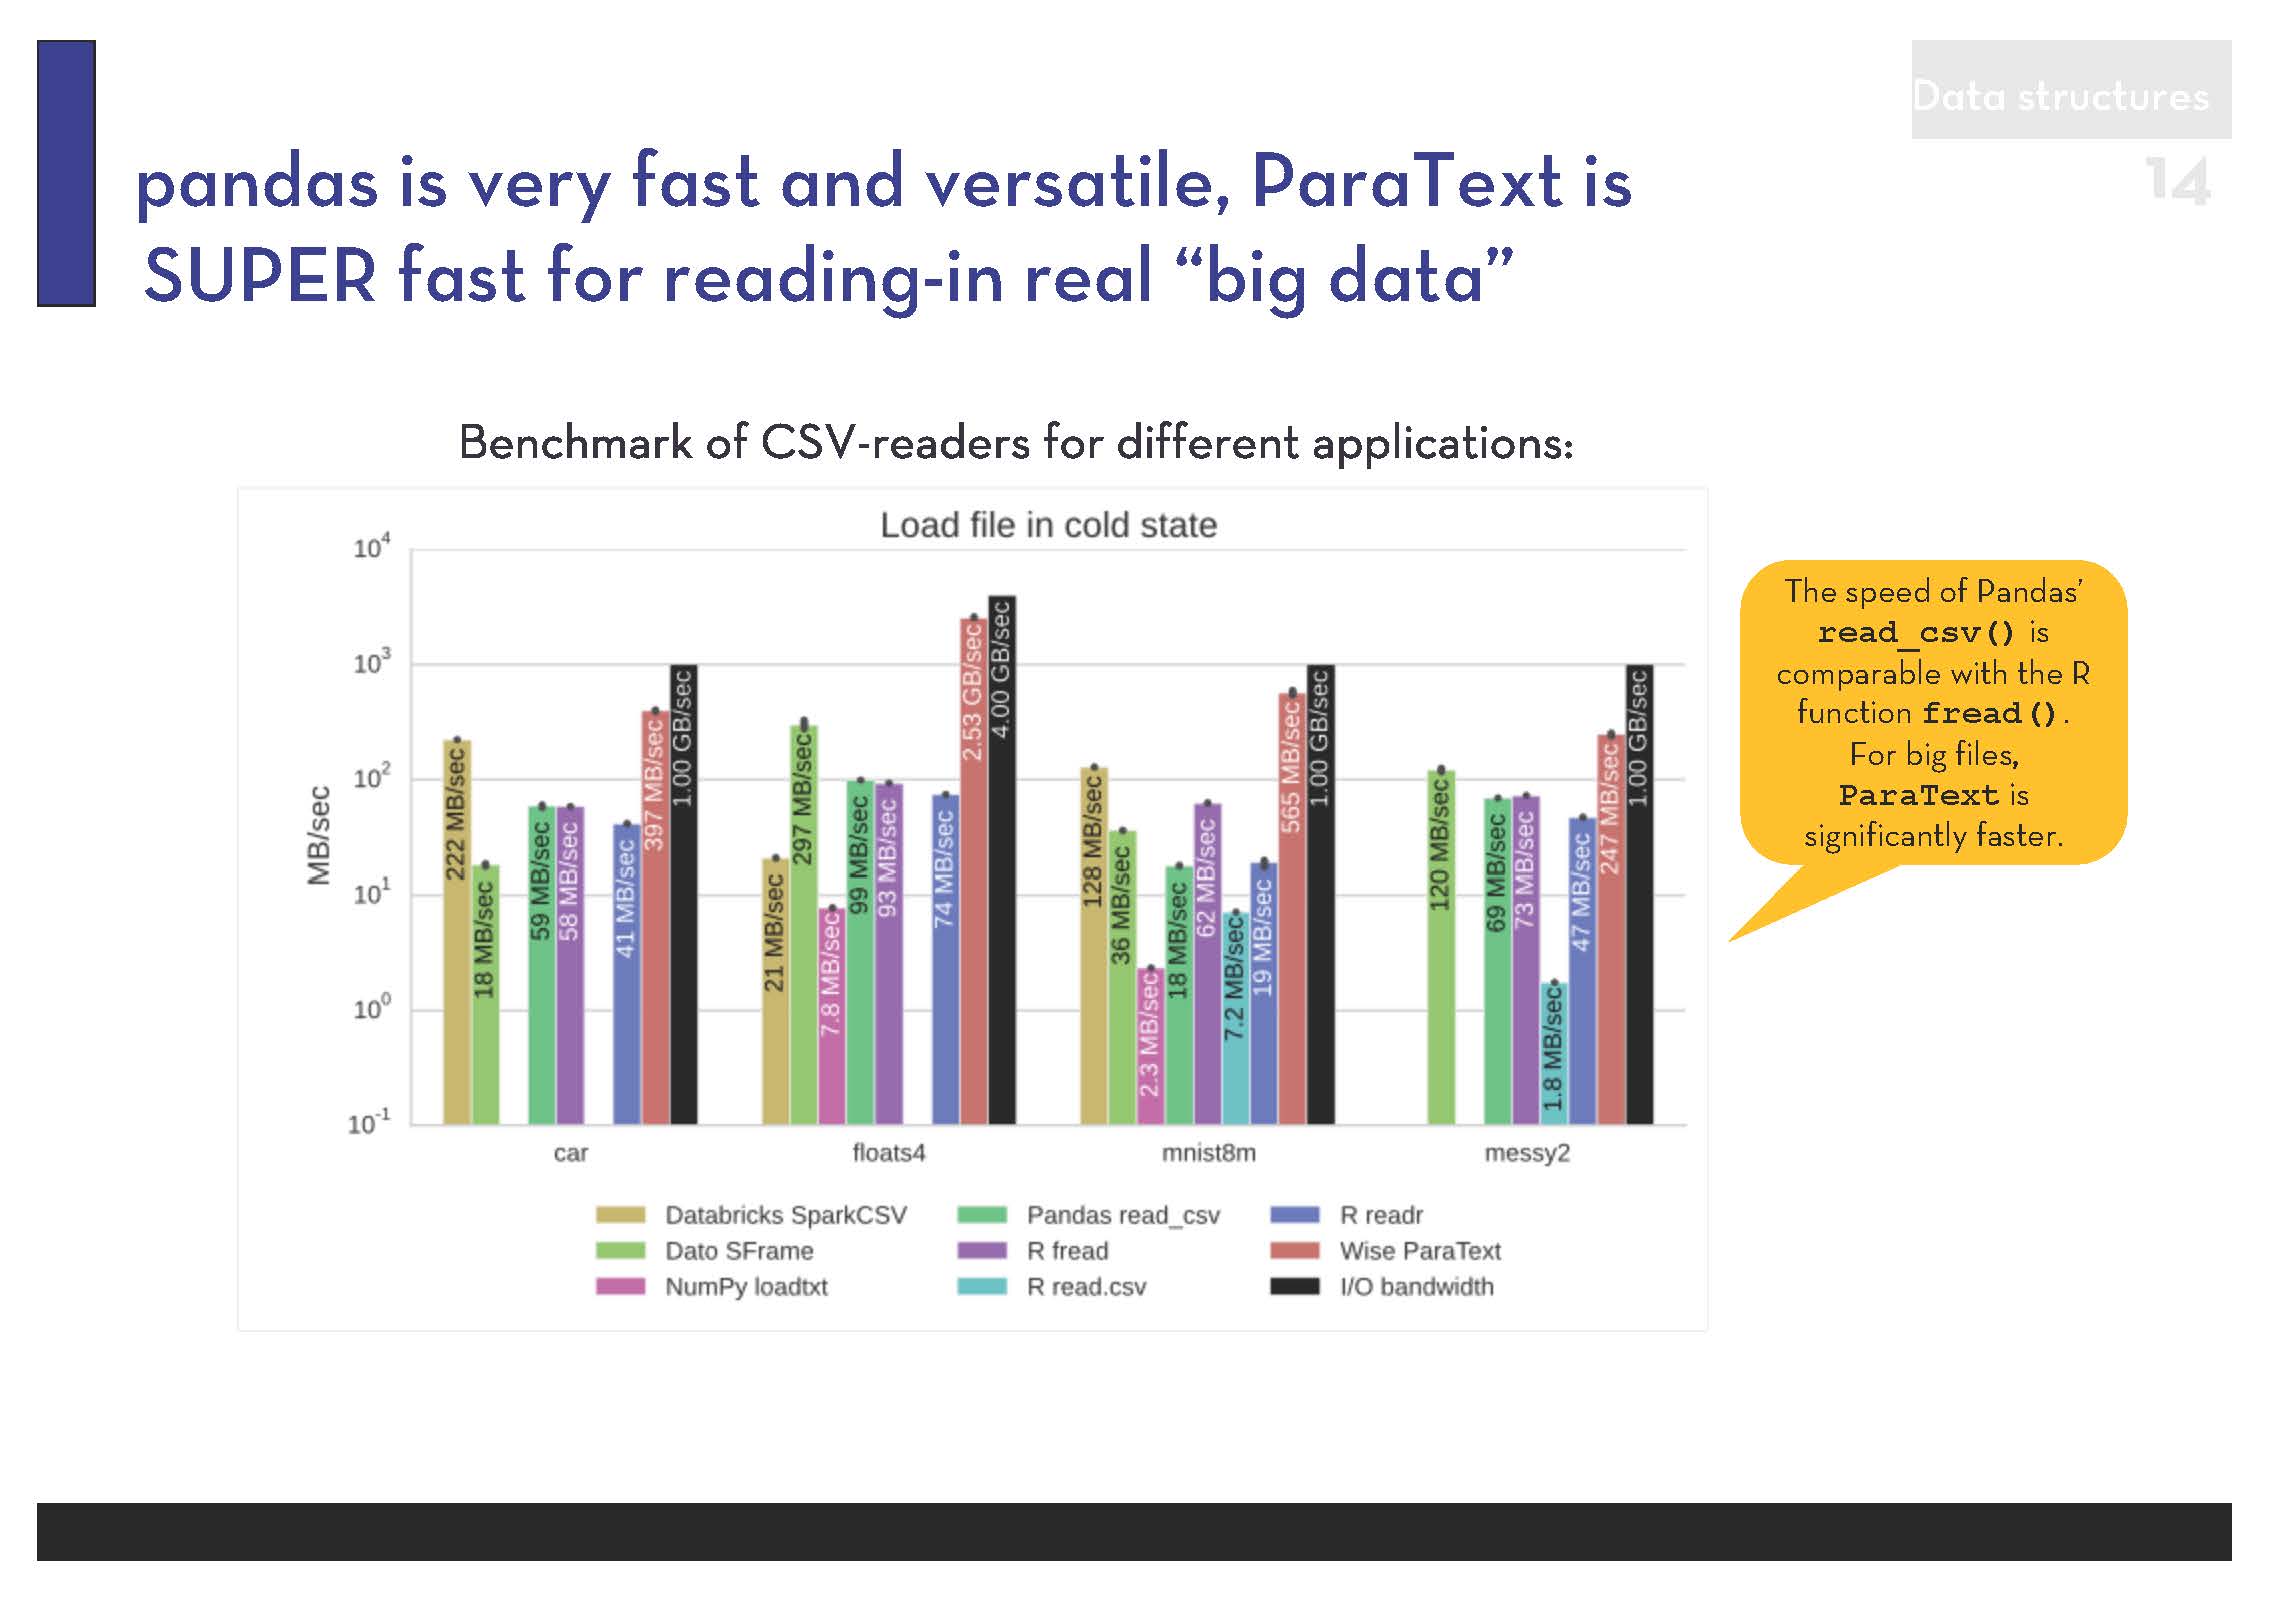 Data structures
14
pandas is very fast and versatile, ParaText is
SUPER fast for reading-in real “big data”
Benchmark of CSV-readers for different applications:
Load file in cold state
10^4
10^3
10^2
10^1
10^0
10^-1
MB/sec
222 MB/sec
18 MB/sec
59 MB/sec
58 MB/sec
41 MB/sec
397 MB/sec
1.00 GB/sec
21 MB/sec
297 MB/sec
7.8 MB/sec
99 MB/sec
93 MB/sec
74 MB/sec
2.53 GB/sec
4.00 GB/sec
128 MB/sec
36 MB/sec
2.3 MB/sec
18 MB/sec
62 MB/sec
7.2 MB/sec
19 MB/sec
565 MB/sec
1.00 GB/sec
120 MB/sec
69 MB/sec
73 MB/sec
1.8 MB/sec
47 MB/sec
247 MB/sec
1.00 GB/sec
car
floats4
mnist8m
messy2
Databricks SparkCSV
Dato SFrame
NumPy loadtxt
Pandas read_csv
R fread
R read.csv
R readr
Wise ParaText
I/O bandwidth
The speed of Pandas’
read_csv() is
comparable with the R
function fread().
For big files,
ParaText is
significantly faster.